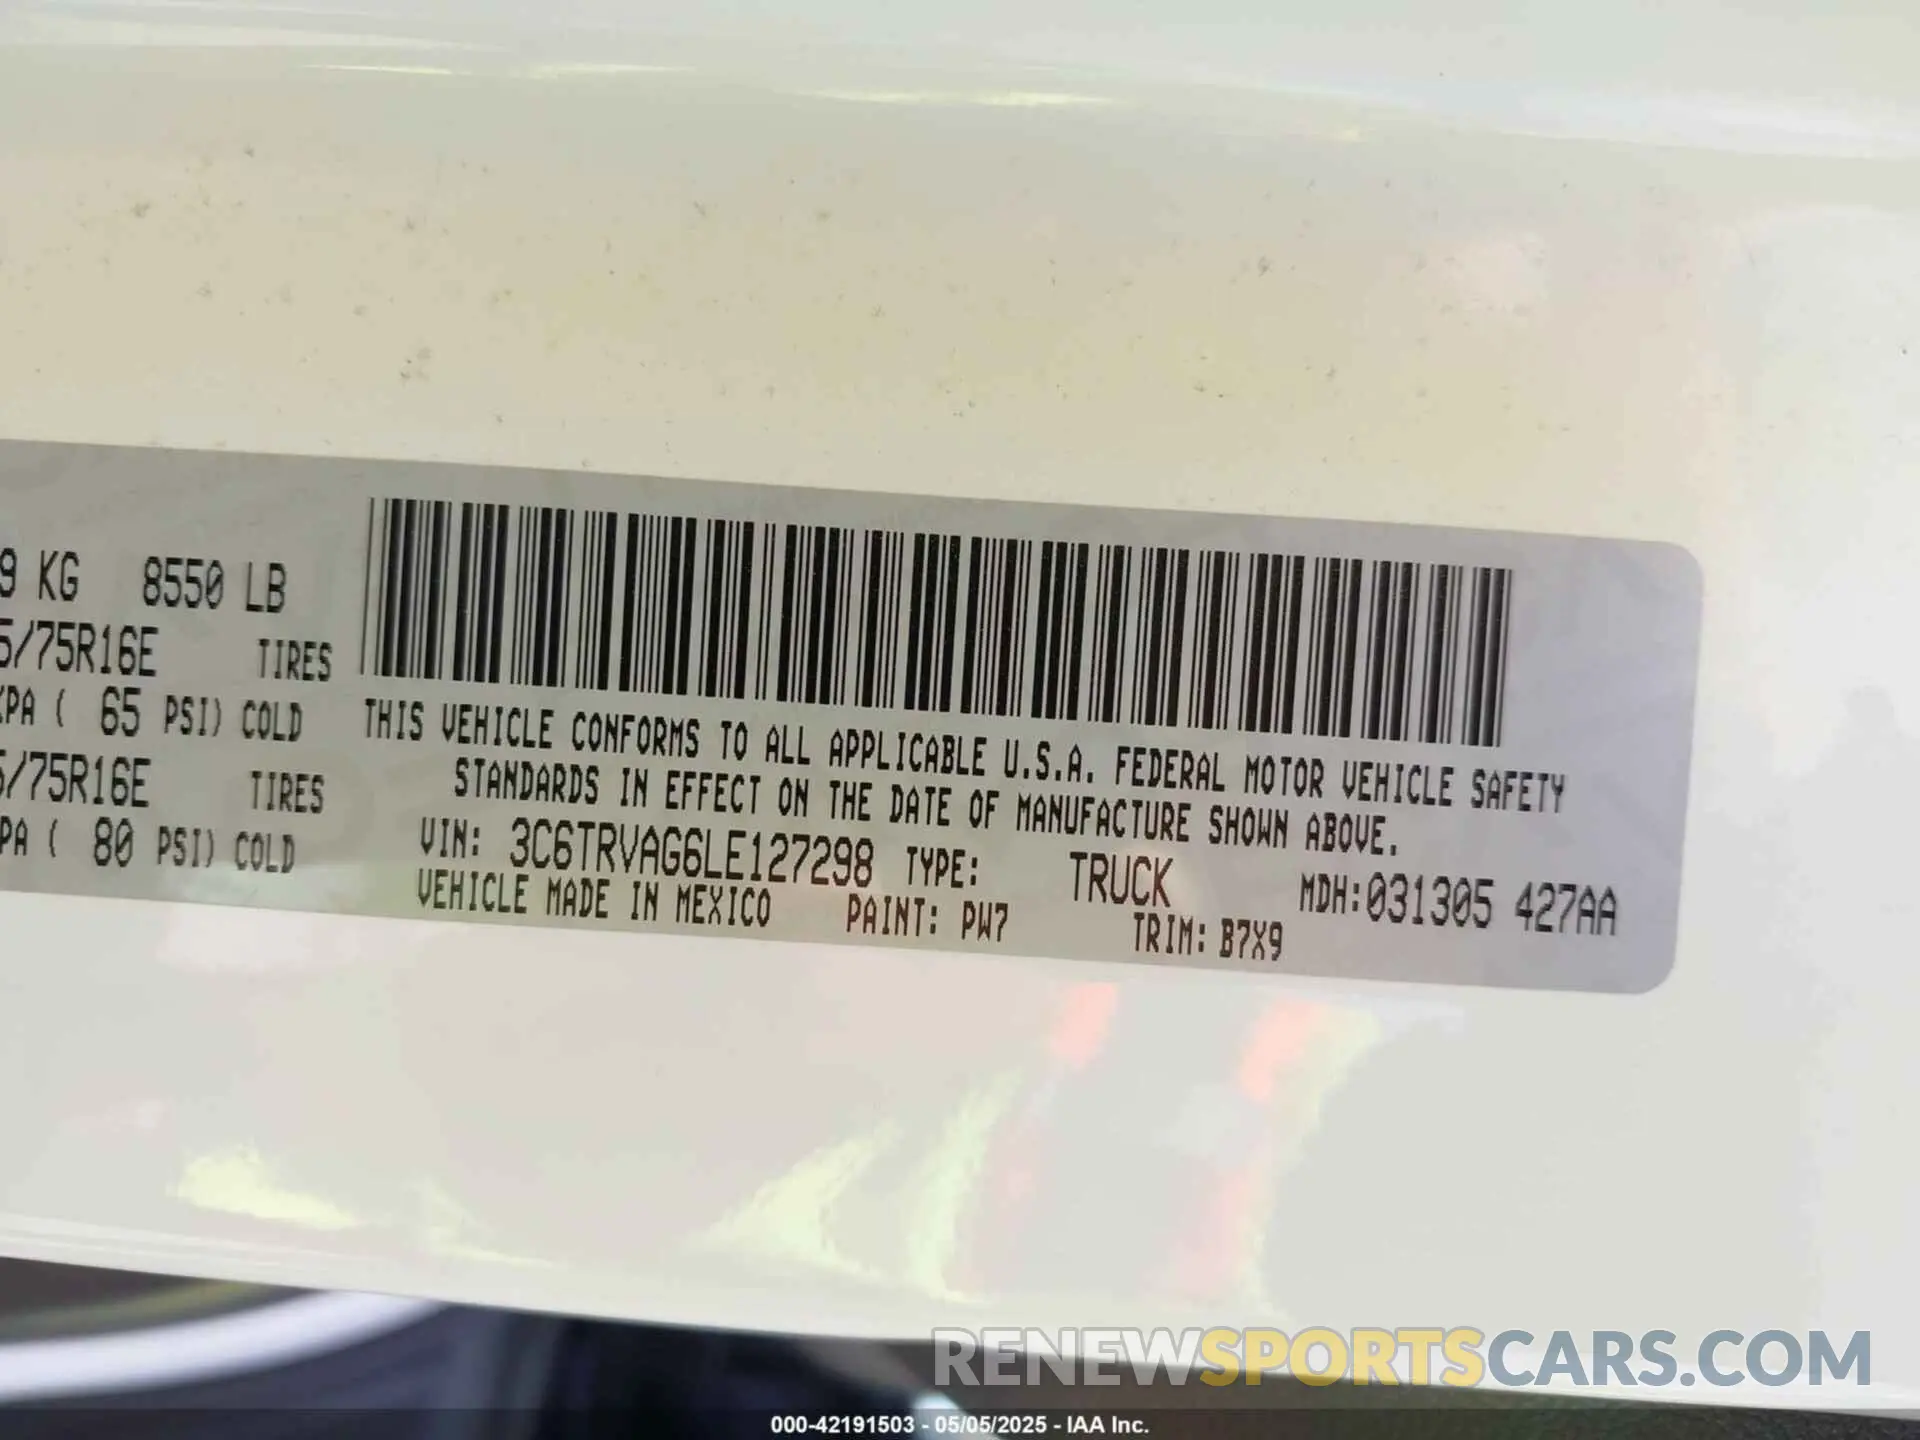 9 KG 8550 LB
5/75R16E TIRES
KPA ( 65 PSI) COLD
5/75R16E TIRES
PA ( 80 PSI) COLD
THIS VEHICLE CONFORMS TO ALL APPLICABLE U.S.A. FEDERAL MOTOR VEHICLE SAFETY
STANDARDS IN EFFECT ON THE DATE OF MANUFACTURE SHOWN ABOVE.
VIN: 3C6TRVAG6LE127298 TYPE: TRUCK MDH:031305 427AA
VEHICLE MADE IN MEXICO PAINT: PW7 TRIM: B7X9
RENEWSPORTSCARS.COM
000-42191503 - 05/05/2025 - IAA Inc.